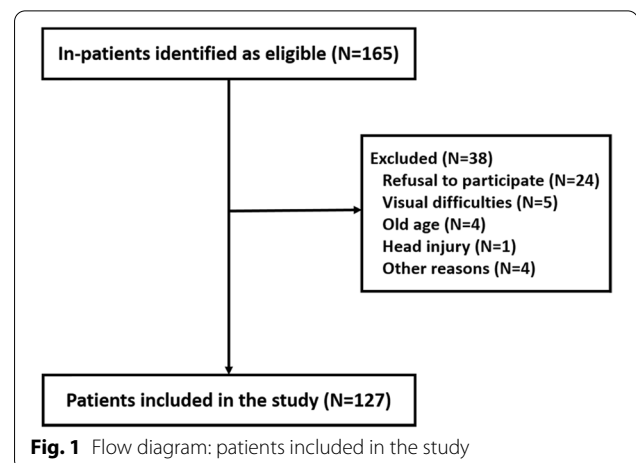 In-patients identified as eligible (N=165)
Excluded (N=38)
Refusal to participate (N=24)
Visual difficulties (N=5)
Old age (N=4)
Head injury (N=1)
Other reasons (N=4)
Patients included in the study (N=127)
Fig. 1 Flow diagram: patients included in the study